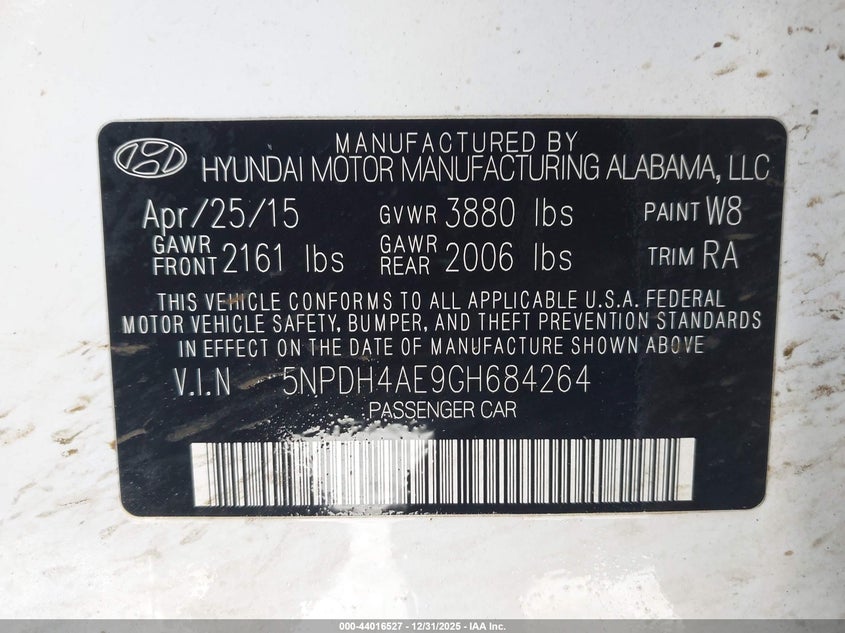 MANUFACTURED BY
HYUNDAI MOTOR MANUFACTURING ALABAMA, LLC
Apr/25/15 GVWR 3880 lbs PAINT W8
GAWR FRONT 2161 lbs GAWR REAR 2006 lbs TRIM RA
THIS VEHICLE CONFORMS TO ALL APPLICABLE U.S.A. FEDERAL
MOTOR VEHICLE SAFETY, BUMPER, AND THEFT PREVENTION STANDARDS
IN EFFECT ON THE DATE OF MANUFACTURE SHOWN ABOVE
V.I.N 5NPDH4AE9GH684264
PASSENGER CAR
000-44016527 - 12/31/2025 - IAA Inc.